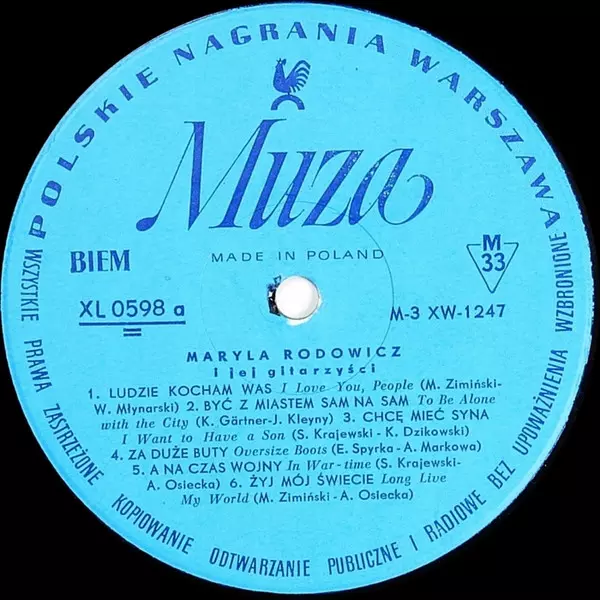 POLSKIE NAGRANIA WARSZAWA
Muza
MADE IN POLAND
BIEM
M
33
XL 0598 a
M-3 XW-1247
MARYLA RODOWICZ
i jej gitarzyści
1. LUDZIE KOCHAM WAS I Love You, People (M. Zimiński-
W. Młynarski) 2. BYĆ Z MIASTEM SAM NA SAM To Be Alone
with the City (K. Gärtner-J. Kleyny) 3. CHCĘ MIEĆ SYNA
I Want to Have a Son (S. Krajewski - K. Dzikowski)
4. ZA DUŻE BUTY Oversize Boots (E. Spyrka - A. Markowa)
5. A NA CZAS WOJNY In War-time (S. Krajewski-
A. Osiecka) 6. ŻYJ MÓJ ŚWIECIE Long Live
My World (M. Zimiński - A. Osiecka)
WSZYSTKIE PRAWA ZASTRZEŻONE KOPIOWANIE ODTWARZANIE PUBLICZNE I RADIOWE BEZ UPOWAŻNIENIA WZBRONIONE